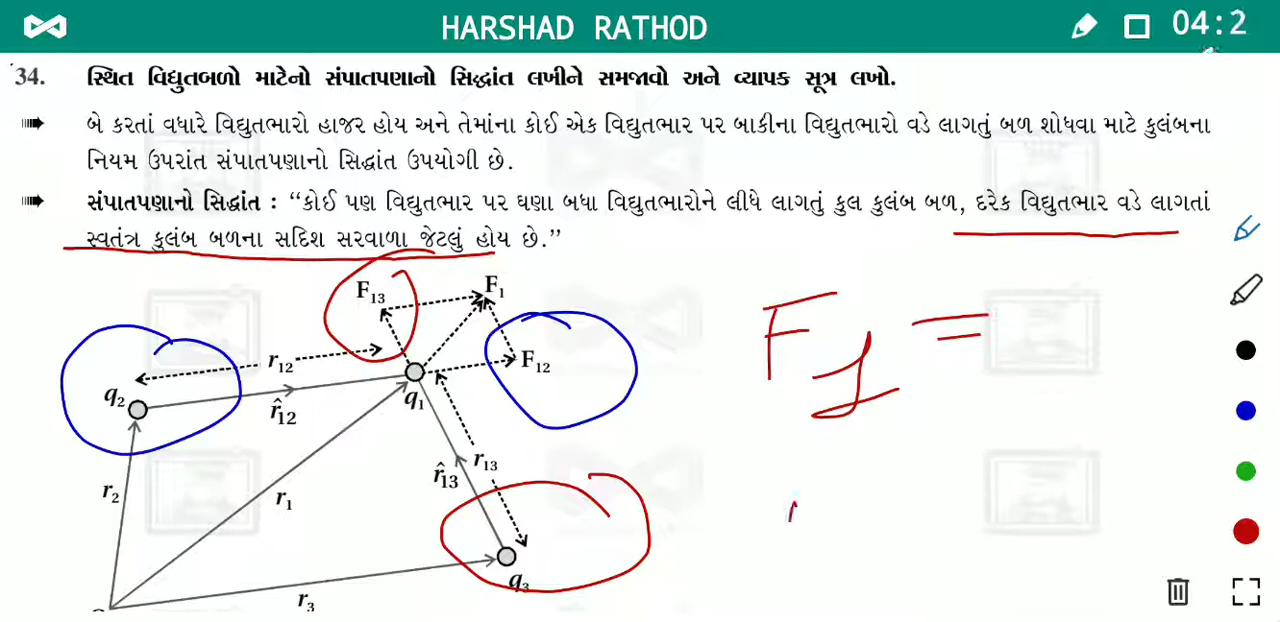 HARSHAD RATHOD
04:2
34. સ્થિત વિદ્યુતબળો માટેનો સંપાતપણાનો સિદ્ધાંત લખીને સમજાવો અને વ્યાપક સૂત્ર લખો.
બે કરતાં વધારે વિદ્યુતભારો હાજર હોય અને તેમાંના કોઈ એક વિદ્યુતભાર પર બાકીના વિદ્યુતભારો વડે લાગતું બળ શોધવા માટે કુલંબના
નિયમ ઉપરાંત સંપાતપણાનો સિદ્ધાંત ઉપયોગી છે.
સંપાતપણાનો સિદ્ધાંત : “કોઈ પણ વિદ્યુતભાર પર ઘણા બધા વિદ્યુતભારોને લીધે લાગતું કુલ કુલંબ બળ, દરેક વિદ્યુતભાર વડે લાગતાં
સ્વતંત્ર કુલંબ બળના સદિશ સરવાળા જેટલું હોય છે.”
F₁₃
F₁
r₁₂
F₁₂
q₂
r̂₁₂
q₁
F₁ =
r₁₃
r̂₁₃
r₂
r₁
q₃
r₃